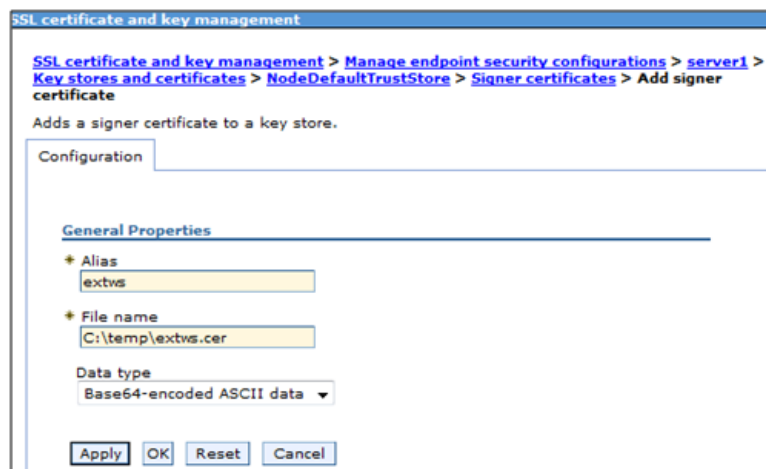 SSL certificate and key management
SSL certificate and key management > Manage endpoint security configurations > server1 >
Key stores and certificates > NodeDefaultTrustStore > Signer certificates > Add signer
certificate
Adds a signer certificate to a key store.
Configuration
General Properties
* Alias
extws
* File name
C:\temp\extws.cer
Data type
Base64-encoded ASCII data
Apply OK Reset Cancel